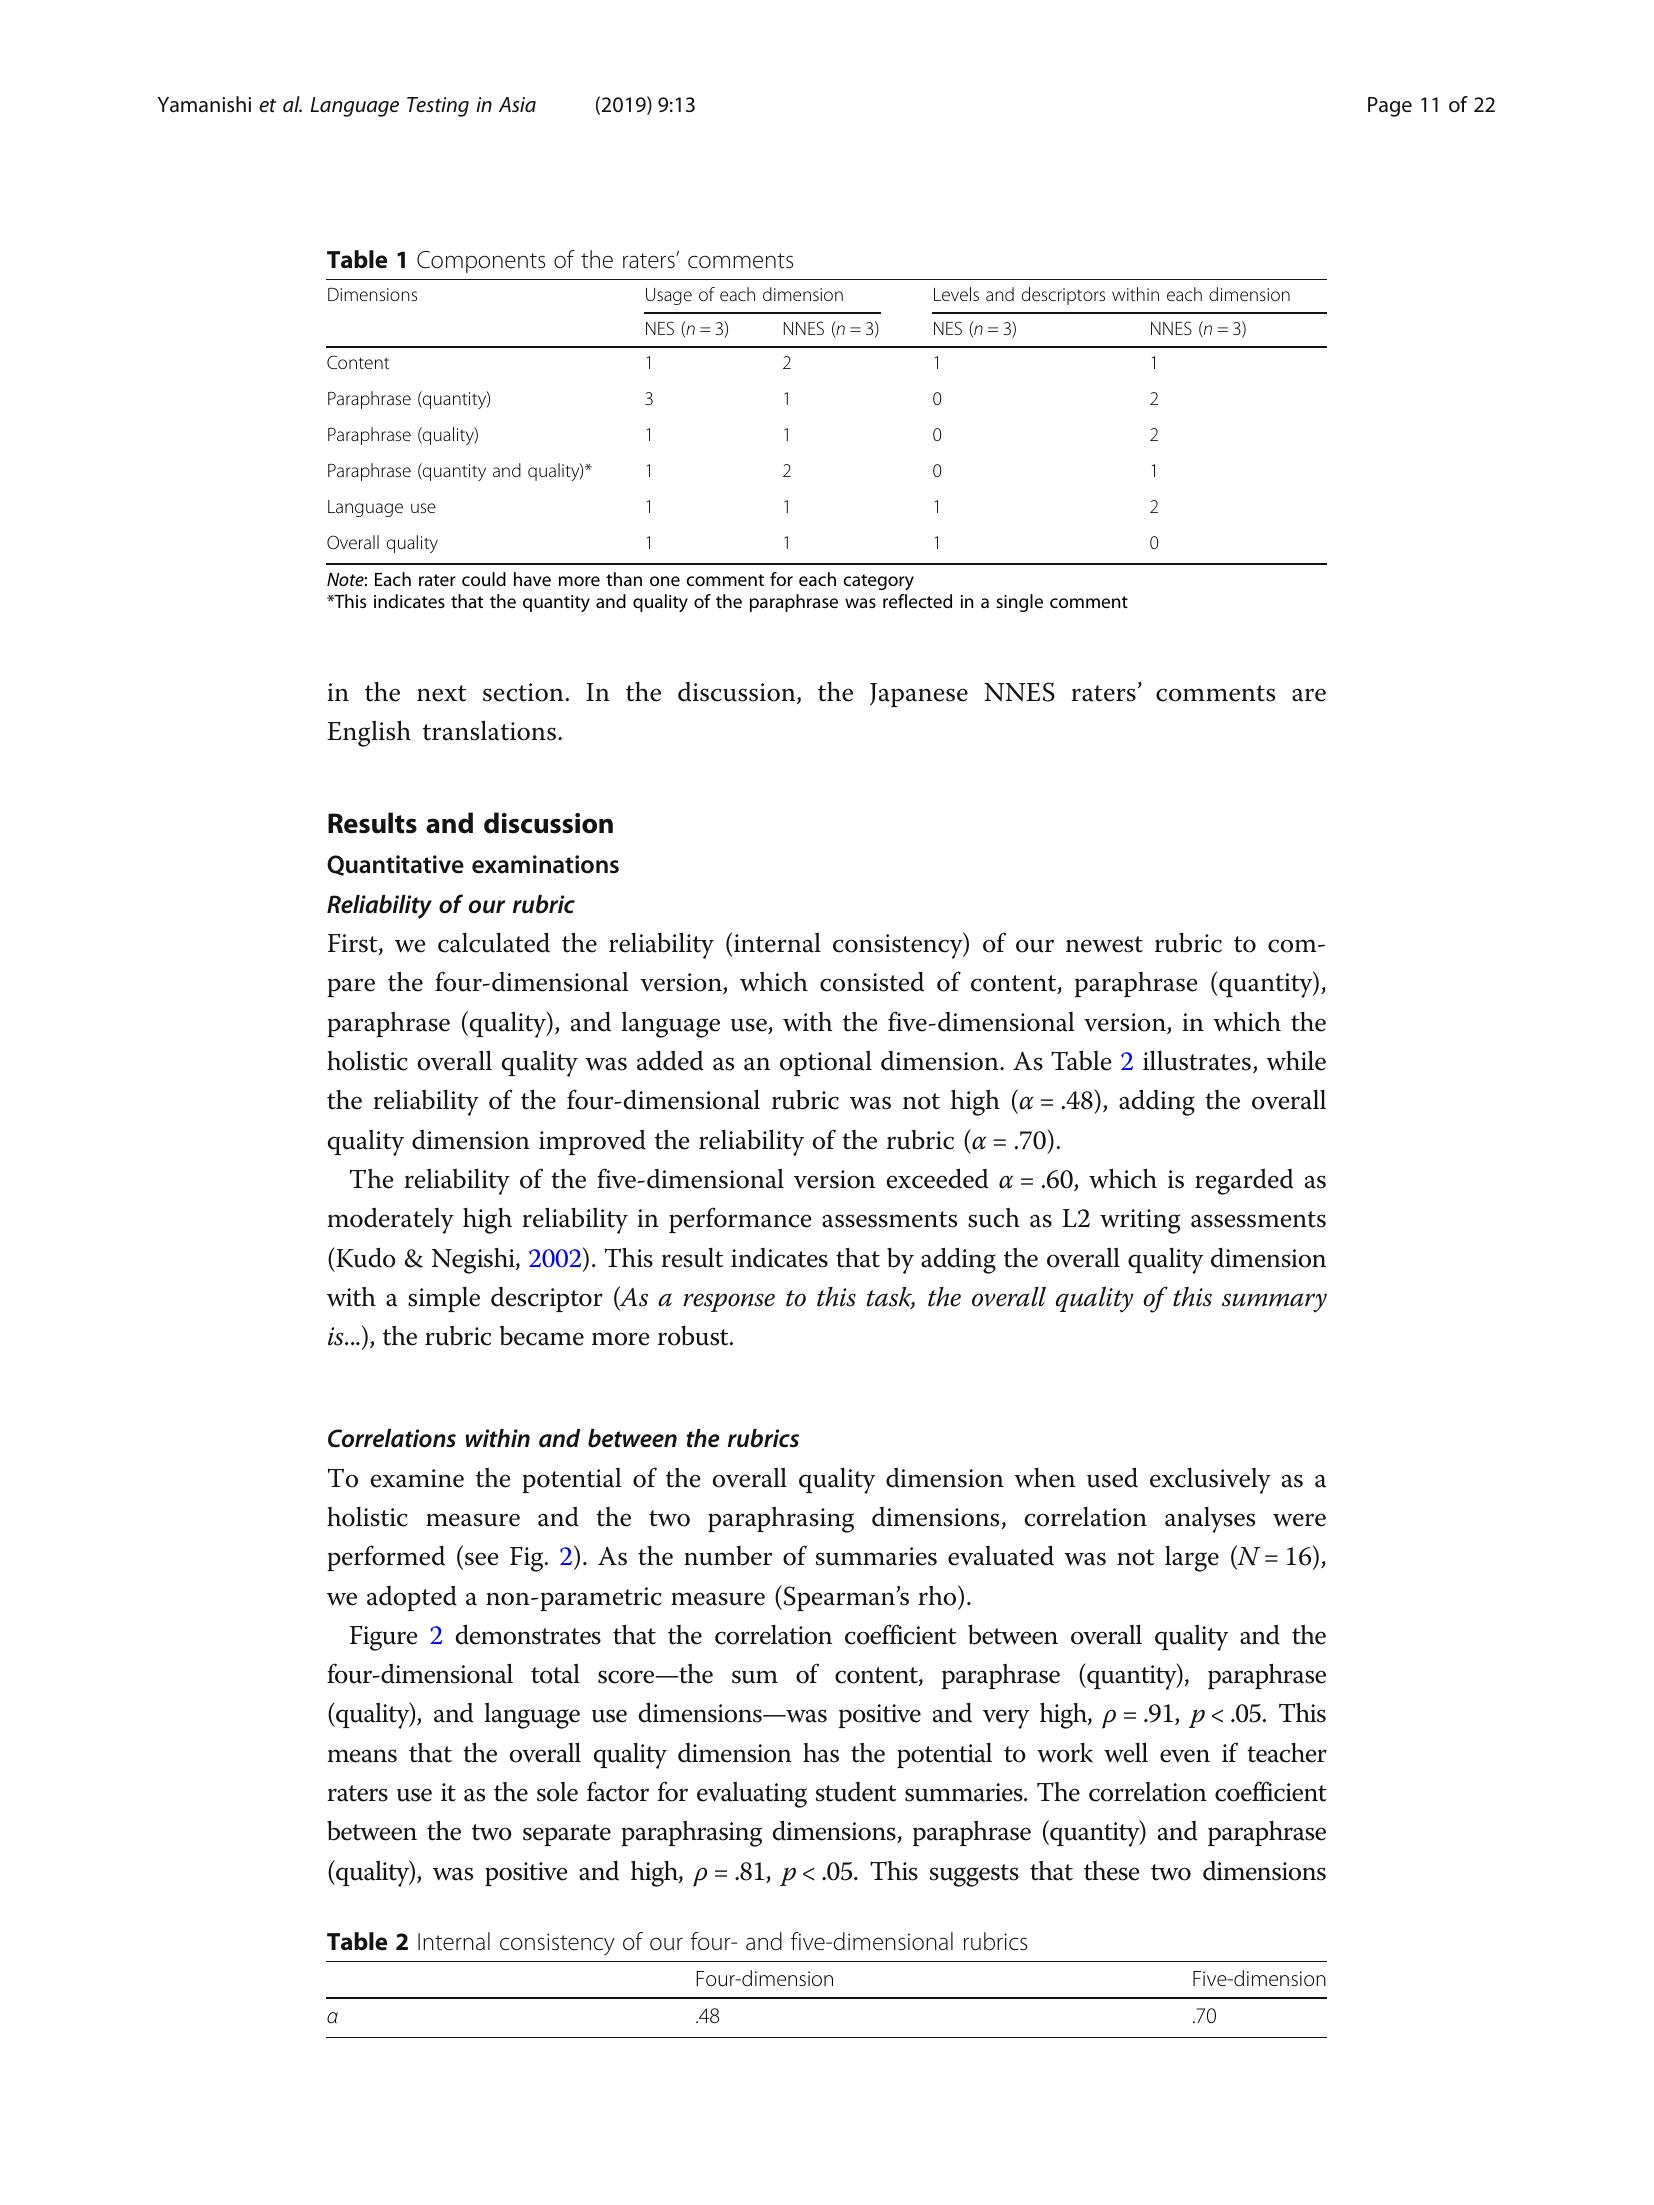 Yamanishi et al. Language Testing in Asia (2019) 9:13 Page 11 of 22
Table 1 Components of the raters’ comments
Dimensions Usage of each dimension Levels and descriptors within each dimension
NES (n = 3) NNES (n = 3) NES (n = 3) NNES (n = 3)
Content 1 2 1 1
Paraphrase (quantity) 3 1 0 2
Paraphrase (quality) 1 1 0 2
Paraphrase (quantity and quality)* 1 2 0 1
Language use 1 1 1 2
Overall quality 1 1 1 0
Note: Each rater could have more than one comment for each category
*This indicates that the quantity and quality of the paraphrase was reflected in a single comment
in the next section. In the discussion, the Japanese NNES raters’ comments are
English translations.
Results and discussion
Quantitative examinations
Reliability of our rubric
First, we calculated the reliability (internal consistency) of our newest rubric to com-
pare the four-dimensional version, which consisted of content, paraphrase (quantity),
paraphrase (quality), and language use, with the five-dimensional version, in which the
holistic overall quality was added as an optional dimension. As Table 2 illustrates, while
the reliability of the four-dimensional rubric was not high (α = .48), adding the overall
quality dimension improved the reliability of the rubric (α = .70).
The reliability of the five-dimensional version exceeded α = .60, which is regarded as
moderately high reliability in performance assessments such as L2 writing assessments
(Kudo & Negishi, 2002). This result indicates that by adding the overall quality dimension
with a simple descriptor (As a response to this task, the overall quality of this summary
is...), the rubric became more robust.
Correlations within and between the rubrics
To examine the potential of the overall quality dimension when used exclusively as a
holistic measure and the two paraphrasing dimensions, correlation analyses were
performed (see Fig. 2). As the number of summaries evaluated was not large (N = 16),
we adopted a non-parametric measure (Spearman’s rho).
Figure 2 demonstrates that the correlation coefficient between overall quality and the
four-dimensional total score—the sum of content, paraphrase (quantity), paraphrase
(quality), and language use dimensions—was positive and very high, ρ = .91, p < .05. This
means that the overall quality dimension has the potential to work well even if teacher
raters use it as the sole factor for evaluating student summaries. The correlation coefficient
between the two separate paraphrasing dimensions, paraphrase (quantity) and paraphrase
(quality), was positive and high, ρ = .81, p < .05. This suggests that these two dimensions
Table 2 Internal consistency of our four- and five-dimensional rubrics
Four-dimension Five-dimension
α .48 .70